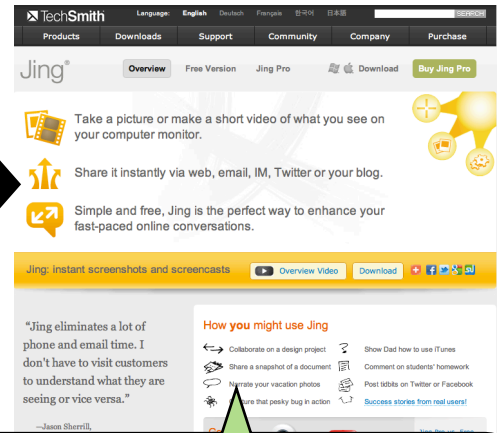 TechSmith
Language: English Deutsch Français 한국어 日本語
SEARCH
Products Downloads Support Community Company Purchase
Jing®
Overview Free Version Jing Pro Download Buy Jing Pro
Take a picture or make a short video of what you see on
your computer monitor.
Share it instantly via web, email, IM, Twitter or your blog.
Simple and free, Jing is the perfect way to enhance your
fast-paced online conversations.
Jing: instant screenshots and screencasts
Overview Video
Download
"Jing eliminates a lot of
phone and email time. I
don't have to visit customers
to understand what they are
seeing or vice versa."
—Jason Sherrill,
How you might use Jing
Collaborate on a design project
Share a snapshot of a document
Narrate your vacation photos
that pesky bug in action
Show Dad how to use iTunes
Comment on students' homework
Post tidbits on Twitter or Facebook
Success stories from real users!